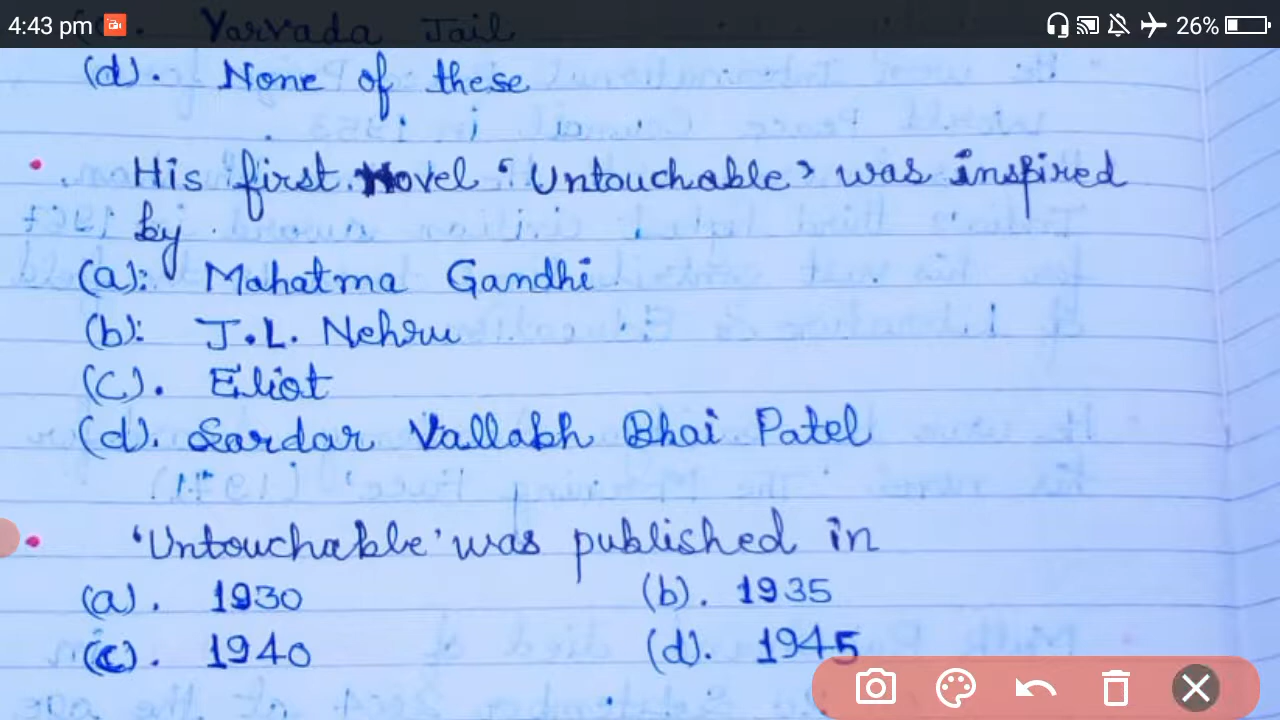 4:43 pm 26%
Yarvada Jail
(d). None of these
• His first Novel 'Untouchable' was inspired
by
(a): Mahatma Gandhi
(b): J.L. Nehru
(C). Eliot
(d). Sardar Vallabh Bhai Patel
• 'Untouchable' was published in
(a). 1930 (b). 1935
(c). 1940 (d). 1945